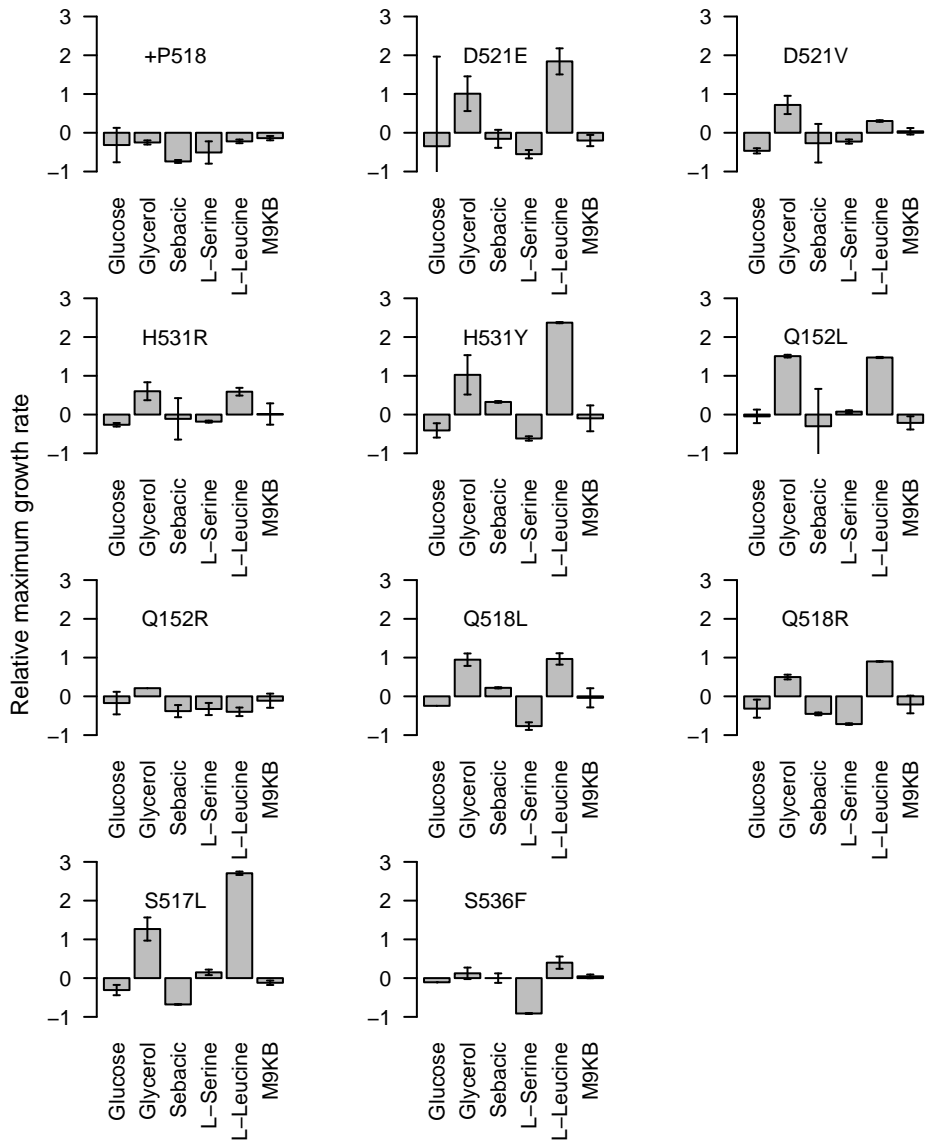 Relative maximum growth rate
+P518
3
2
1
0
−1
Glucose
Glycerol
Sebacic
L−Serine
L−Leucine
M9KB
D521E
3
2
1
0
−1
Glucose
Glycerol
Sebacic
L−Serine
L−Leucine
M9KB
D521V
3
2
1
0
−1
Glucose
Glycerol
Sebacic
L−Serine
L−Leucine
M9KB
H531R
3
2
1
0
−1
Glucose
Glycerol
Sebacic
L−Serine
L−Leucine
M9KB
H531Y
3
2
1
0
−1
Glucose
Glycerol
Sebacic
L−Serine
L−Leucine
M9KB
Q152L
3
2
1
0
−1
Glucose
Glycerol
Sebacic
L−Serine
L−Leucine
M9KB
Q152R
3
2
1
0
−1
Glucose
Glycerol
Sebacic
L−Serine
L−Leucine
M9KB
Q518L
3
2
1
0
−1
Glucose
Glycerol
Sebacic
L−Serine
L−Leucine
M9KB
Q518R
3
2
1
0
−1
Glucose
Glycerol
Sebacic
L−Serine
L−Leucine
M9KB
S517L
3
2
1
0
−1
Glucose
Glycerol
Sebacic
L−Serine
L−Leucine
M9KB
S536F
3
2
1
0
−1
Glucose
Glycerol
Sebacic
L−Serine
L−Leucine
M9KB